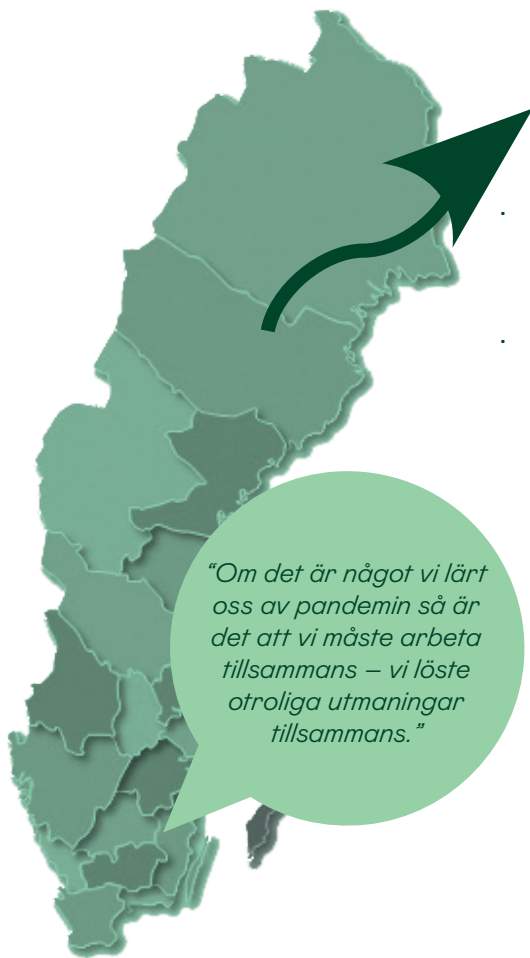 “Om det är något vi lärt
oss av pandemin så är
det att vi måste arbeta
tillsammans – vi löste
otroliga utmaningar
tillsammans.”